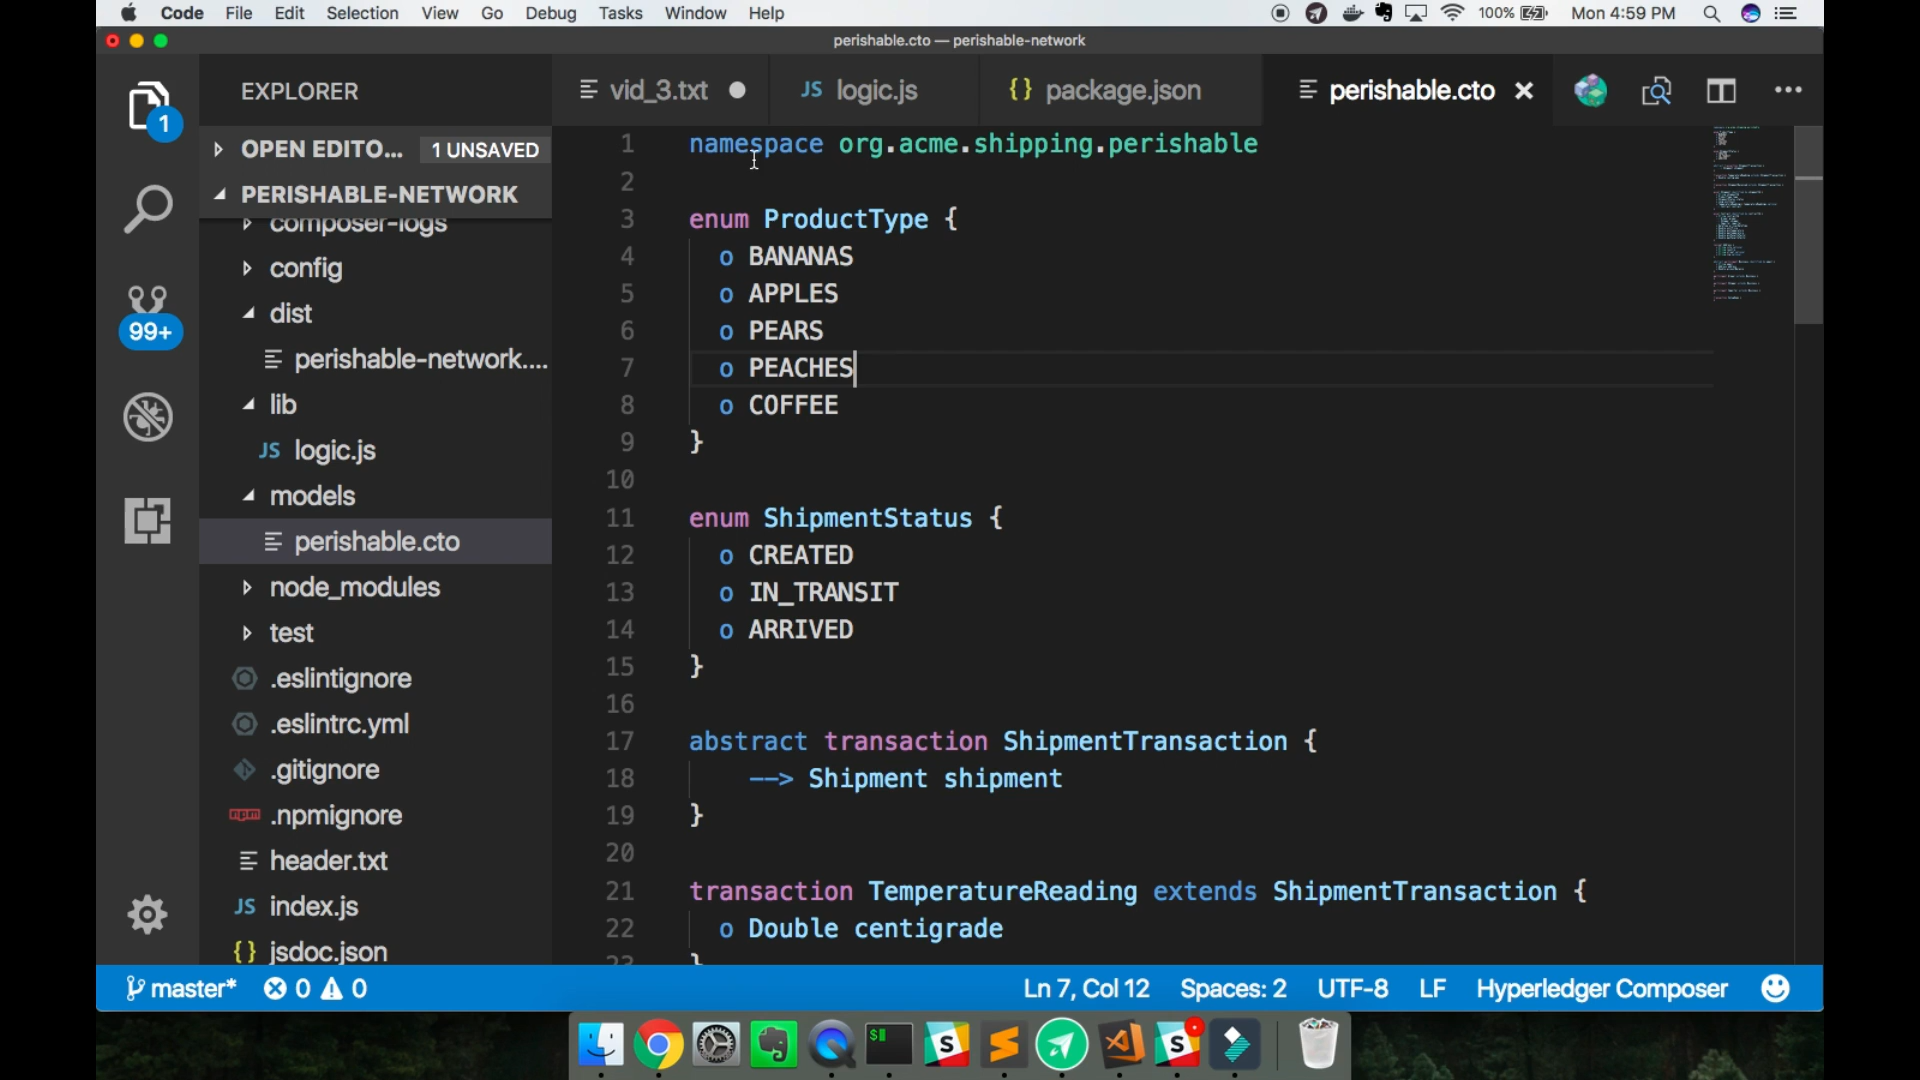 Code File Edit Selection View Go Debug Tasks Window Help 100% Mon 4:59 PM
perishable.cto — perishable-network
EXPLORER
1
OPEN EDITO... 1 UNSAVED
PERISHABLE-NETWORK
composer-logs
config
dist
99+
perishable-network....
lib
JS logic.js
models
perishable.cto
node_modules
test
.eslintignore
.eslintrc.yml
.gitignore
npm .npmignore
header.txt
JS index.js
{} jsdoc.json
vid_3.txt JS logic.js {} package.json perishable.cto
1 namespace org.acme.shipping.perishable
2
3 enum ProductType {
4 o BANANAS
5 o APPLES
6 o PEARS
7 o PEACHES
8 o COFFEE
9 }
10
11 enum ShipmentStatus {
12 o CREATED
13 o IN_TRANSIT
14 o ARRIVED
15 }
16
17 abstract transaction ShipmentTransaction {
18 --> Shipment shipment
19 }
20
21 transaction TemperatureReading extends ShipmentTransaction {
22 o Double centigrade
23 }
master* 0 0 Ln 7, Col 12 Spaces: 2 UTF-8 LF Hyperledger Composer
$
S
S